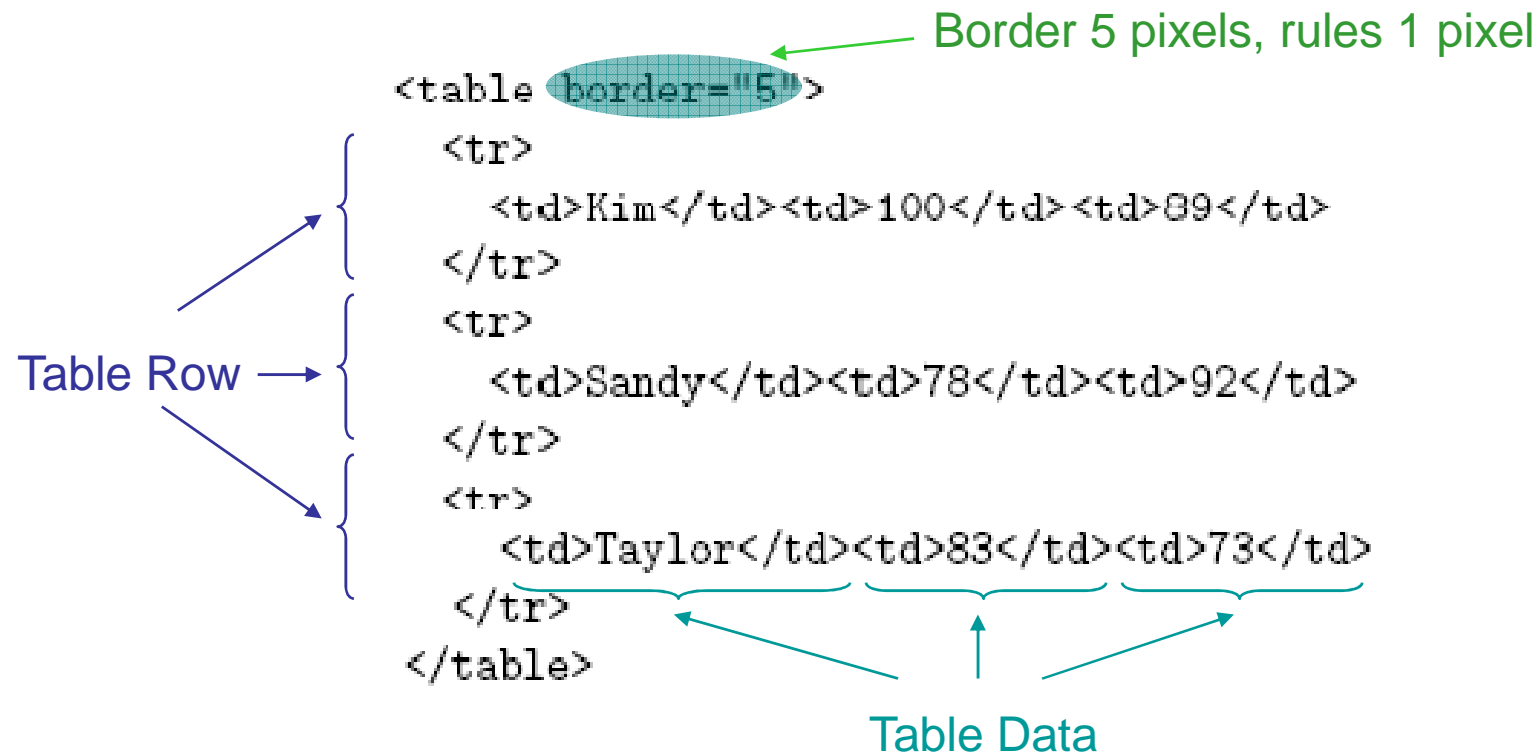 Border 5 pixels, rules 1 pixel
<table border="5">
<tr>
<td>Kim</td><td>100</td><td>89</td>
</tr>
<tr>
Table Row
<td>Sandy</td><td>78</td><td>92</td>
</tr>
<tr>
<td>Taylor</td><td>83</td><td>73</td>
</tr>
</table>
Table Data